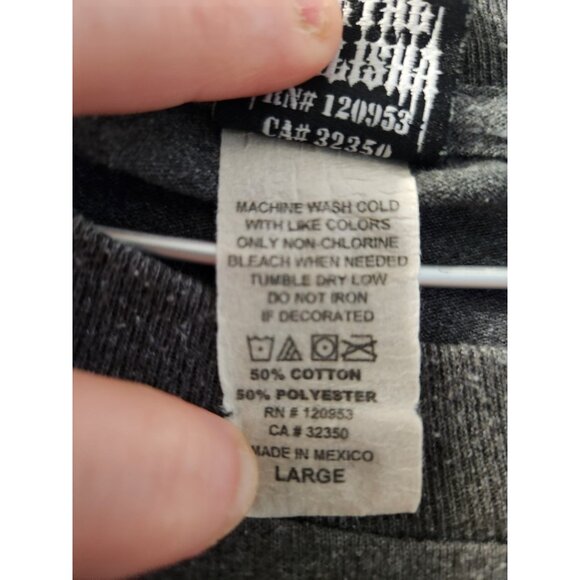 RN# 120953
CA# 32350
MACHINE WASH COLD
WITH LIKE COLORS
ONLY NON-CHLORINE
BLEACH WHEN NEEDED
TUMBLE DRY LOW
DO NOT IRON
IF DECORATED
50% COTTON
50% POLYESTER
RN # 120953
CA # 32350
MADE IN MEXICO
LARGE